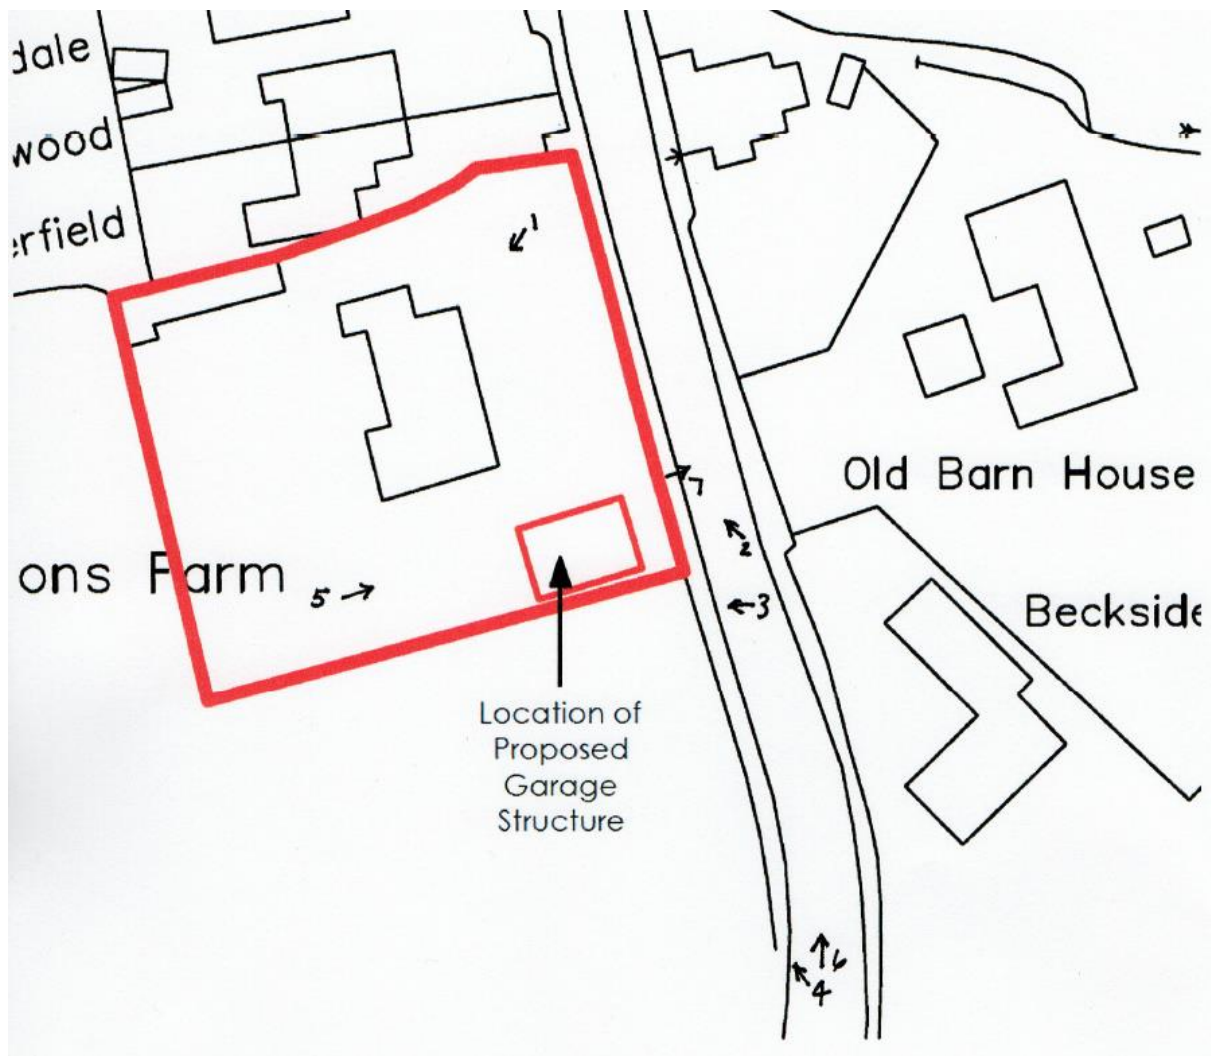 dale
wood
erfield
1
Old Barn House
7
2
ons Farm
5
3
Beckside
Location of
Proposed
Garage
Structure
6
4